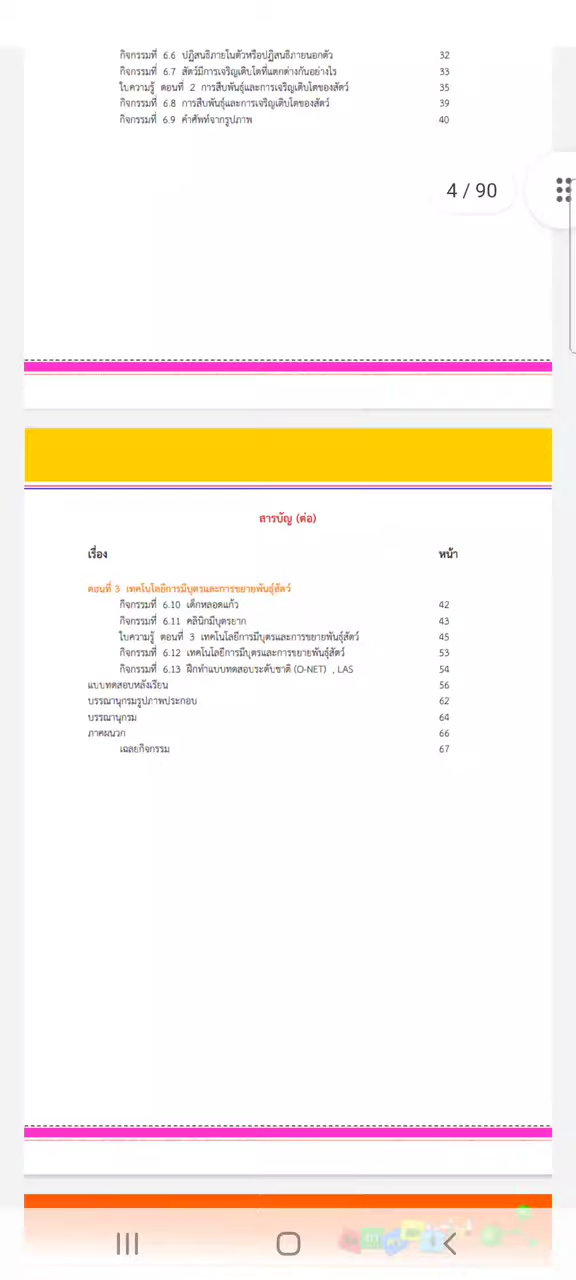 กิจกรรมที่ 6.6 ปฏิสนธิภายในตัวหรือปฏิสนธิภายนอกตัว 32
กิจกรรมที่ 6.7 สัตว์มีการเจริญเติบโตที่แตกต่างกันอย่างไร 33
ใบความรู้ ตอนที่ 2 การสืบพันธุ์และการเจริญเติบโตของสัตว์ 35
กิจกรรมที่ 6.8 การสืบพันธุ์และการเจริญเติบโตของสัตว์ 39
กิจกรรมที่ 6.9 คำศัพท์จากรูปภาพ 40
4 / 90
สารบัญ (ต่อ)
เรื่อง หน้า
ตอนที่ 3 เทคโนโลยีการมีบุตรและการขยายพันธุ์สัตว์
กิจกรรมที่ 6.10 เด็กหลอดแก้ว 42
กิจกรรมที่ 6.11 คลินิกมีบุตรยาก 43
ใบความรู้ ตอนที่ 3 เทคโนโลยีการมีบุตรและการขยายพันธุ์สัตว์ 45
กิจกรรมที่ 6.12 เทคโนโลยีการมีบุตรและการขยายพันธุ์สัตว์ 53
กิจกรรมที่ 6.13 ฝึกทำแบบทดสอบระดับชาติ (O-NET) , LAS 54
แบบทดสอบหลังเรียน 56
บรรณานุกรมรูปภาพประกอบ 62
บรรณานุกรม 64
ภาคผนวก 66
เฉลยกิจกรรม 67